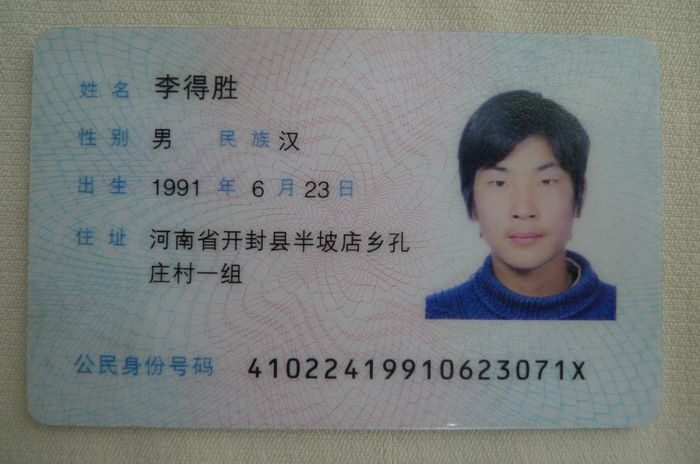 姓名 李得胜
性别 男 民族 汉
出生 1991 年 6 月 23 日
住址 河南省开封县半坡店乡孔
庄村一组
公民身份号码 41022419910623071X